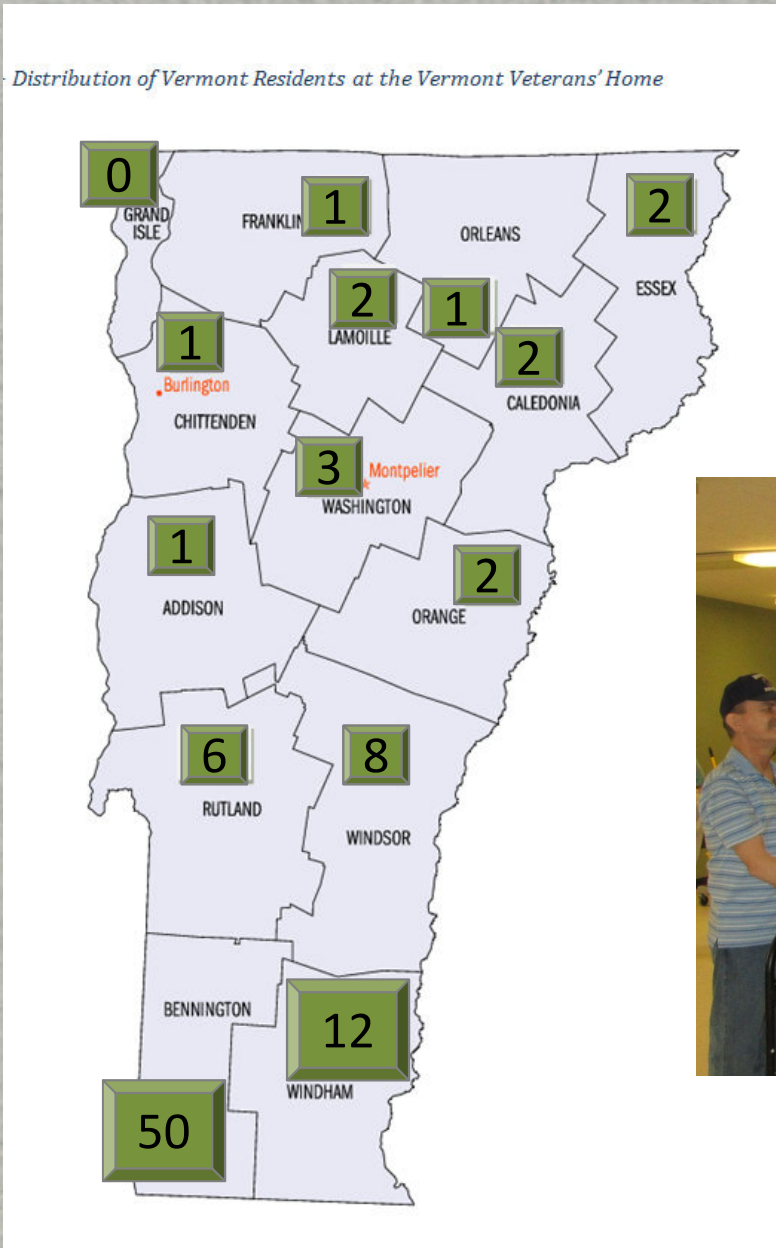 Distribution of Vermont Residents at the Vermont Veterans' Home
0
GRAND
ISLE
FRANKLIN
1
ORLEANS
2
ESSEX
2
LAMOILLE
1
1
Burlington
CHITTENDEN
2
CALEDONIA
3
Montpelier
WASHINGTON
1
ADDISON
2
ORANGE
6
RUTLAND
8
WINDSOR
BENNINGTON
12
WINDHAM
50